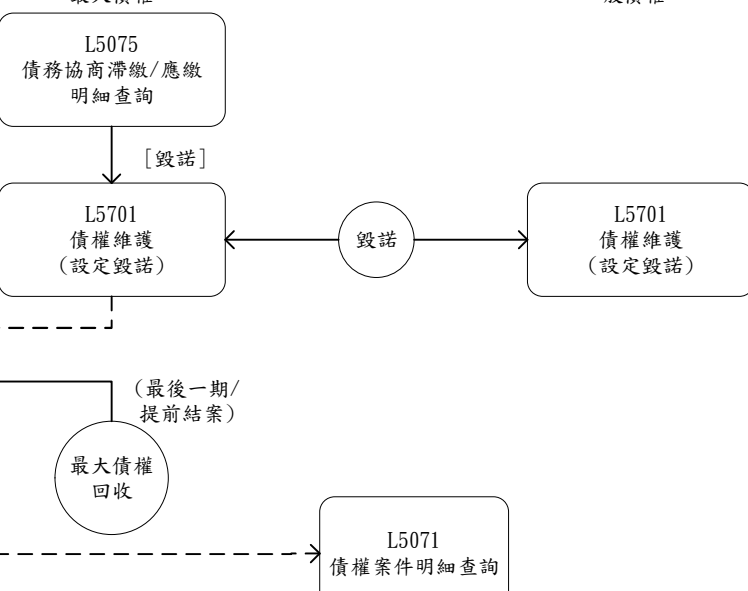 L5075
債務協商滯繳/應繳
明細查詢
[毀諾]
L5701
債權維護
(設定毀諾)
毀諾
L5701
債權維護
(設定毀諾)
(最後一期/
提前結案)
最大債權
回收
L5071
債權案件明細查詢